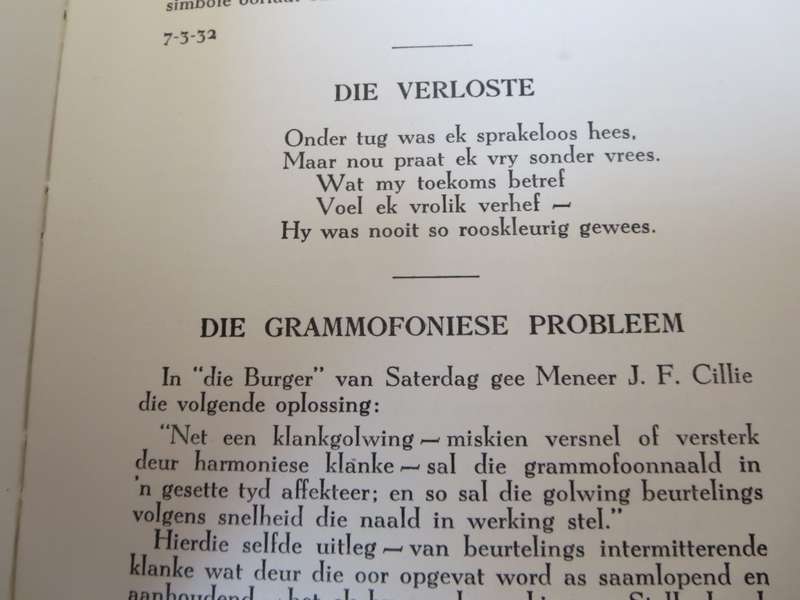 simbole
7-3-32
DIE VERLOSTE
Onder tug was ek sprakeloos hees,
Maar nou praat ek vry sonder vrees.
Wat my toekoms betref
Voel ek vrolik verhef —
Hy was nooit so rooskleurig gewees.
DIE GRAMMOFONIESE PROBLEEM
In "die Burger" van Saterdag gee Meneer J. F. Cillie
die volgende oplossing:
"Net een klankgolwing — miskien versnel of versterk
deur harmoniese klanke — sal die grammofoonnaald in
'n gesette tyd affekteer; en so sal die golwing beurtelings
volgens snelheid die naald in werking stel."
Hierdie selfde uitleg — van beurtelings intermitterende
klanke wat deur die oor opgevat word as saamlopend en
aanhoudend